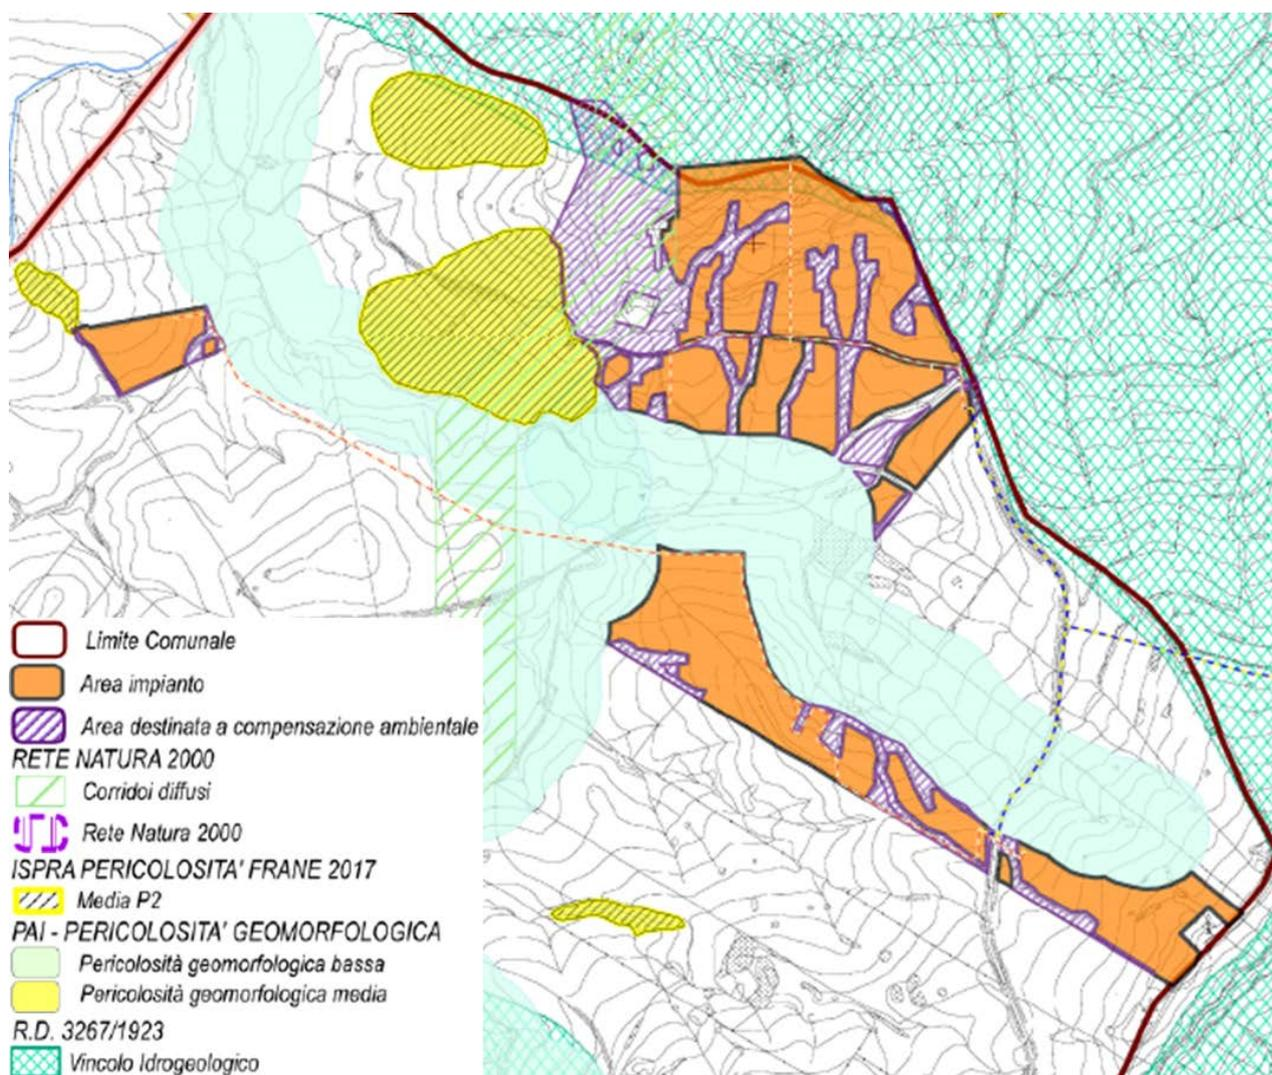 Limite Comunale
Area impianto
Area destinata a compensazione ambientale
RETE NATURA 2000
Corridoi diffusi
Rete Natura 2000
ISPRA PERICOLOSITA' FRANE 2017
Media P2
PAI - PERICOLOSITA' GEOMORFOLOGICA
Pericolosità geomorfologica bassa
Pericolosità geomorfologica media
R.D. 3267/1923
Vincolo Idrogeologico